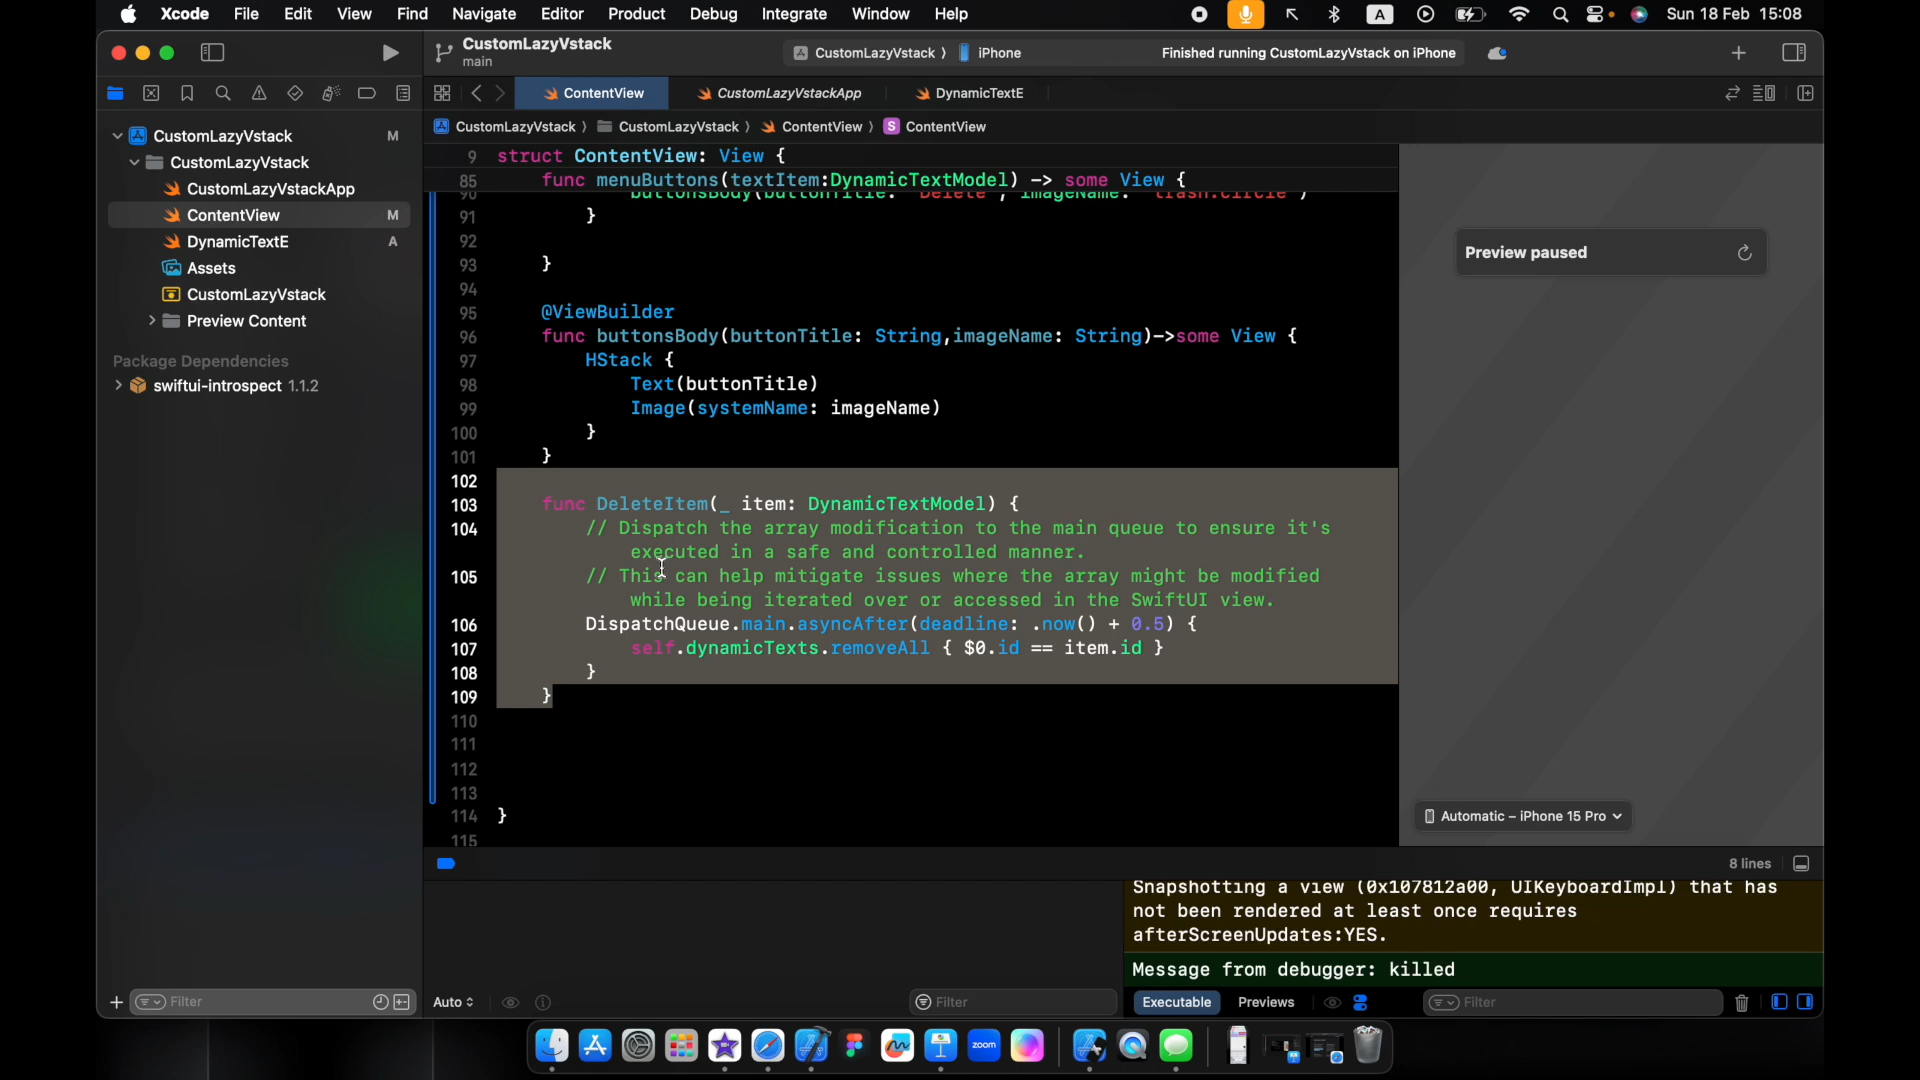 Xcode File Edit View Find Navigate Editor Product Debug Integrate Window Help A Sun 18 Feb 15:08
CustomLazyVstack
main
CustomLazyVstack ⟩ iPhone Finished running CustomLazyVstack on iPhone
ContentView CustomLazyVstackApp DynamicTextE
CustomLazyVstack ⟩ CustomLazyVstack ⟩ ContentView ⟩ S ContentView
CustomLazyVstack M
CustomLazyVstack
CustomLazyVstackApp
ContentView M
DynamicTextE A
Assets
CustomLazyVstack
Preview Content
Package Dependencies
swiftui-introspect 1.1.2
9 struct ContentView: View {
85 func menuButtons(textItem:DynamicTextModel) -> some View {
90 buttonsBody(buttonTitle: "Delete", imageName: "trash.circle")
91 }
92
93 }
94
95 @ViewBuilder
96 func buttonsBody(buttonTitle: String,imageName: String)->some View {
97 HStack {
98 Text(buttonTitle)
99 Image(systemName: imageName)
100 }
101 }
102
103 func DeleteItem(_ item: DynamicTextModel) {
104 // Dispatch the array modification to the main queue to ensure it's
executed in a safe and controlled manner.
105 // This can help mitigate issues where the array might be modified
while being iterated over or accessed in the SwiftUI view.
106 DispatchQueue.main.asyncAfter(deadline: .now() + 0.5) {
107 self.dynamicTexts.removeAll { $0.id == item.id }
108 }
109 }
110
111
112
113
114 }
115
Preview paused
Automatic – iPhone 15 Pro
8 lines
Snapshotting a view (0x107812a00, UIKeyboardImpl) that has
not been rendered at least once requires
afterScreenUpdates:YES.
Message from debugger: killed
Filter Auto Filter Executable Previews Filter
zoom